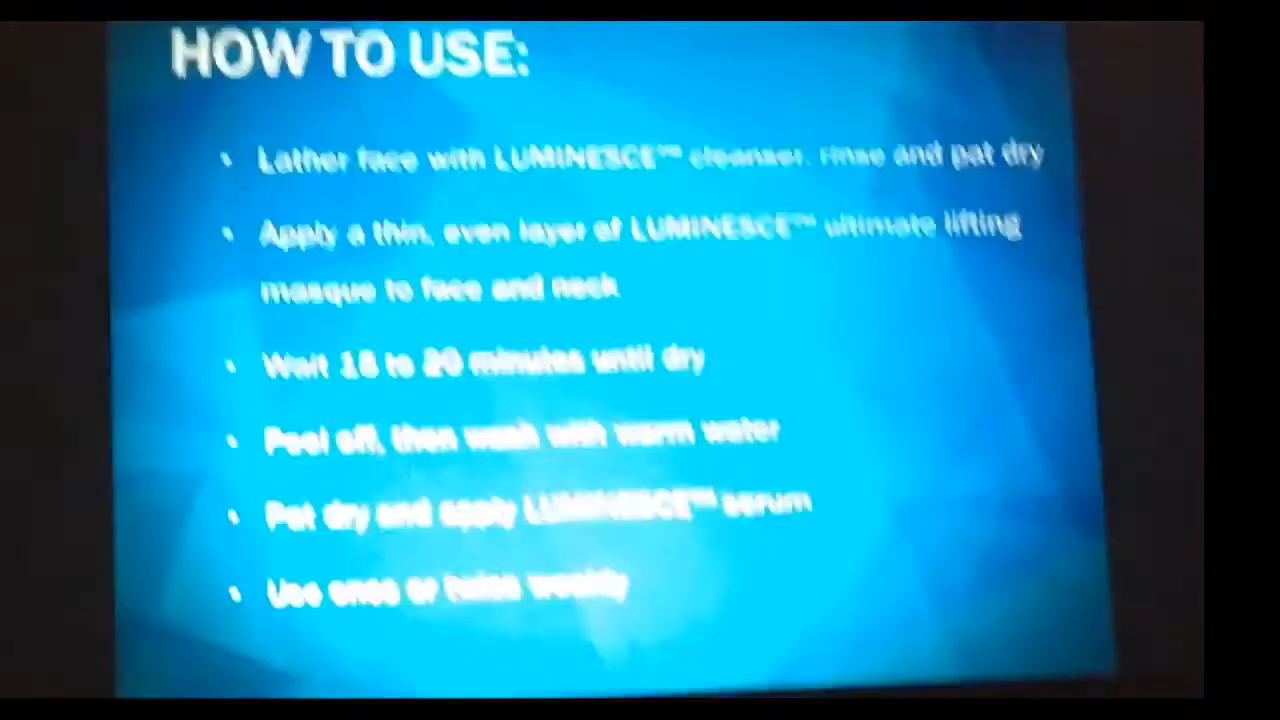 HOW TO USE:
• Lather face with LUMINESCE™ cleanser, rinse and pat dry
• Apply a thin, even layer of LUMINESCE™ ultimate lifting
masque to face and neck
• Wait to 20 minutes until dry
• Peel off, then wash with warm water
• Pat dry and apply LUMINESCE™ serum
• Use once or twice weekly